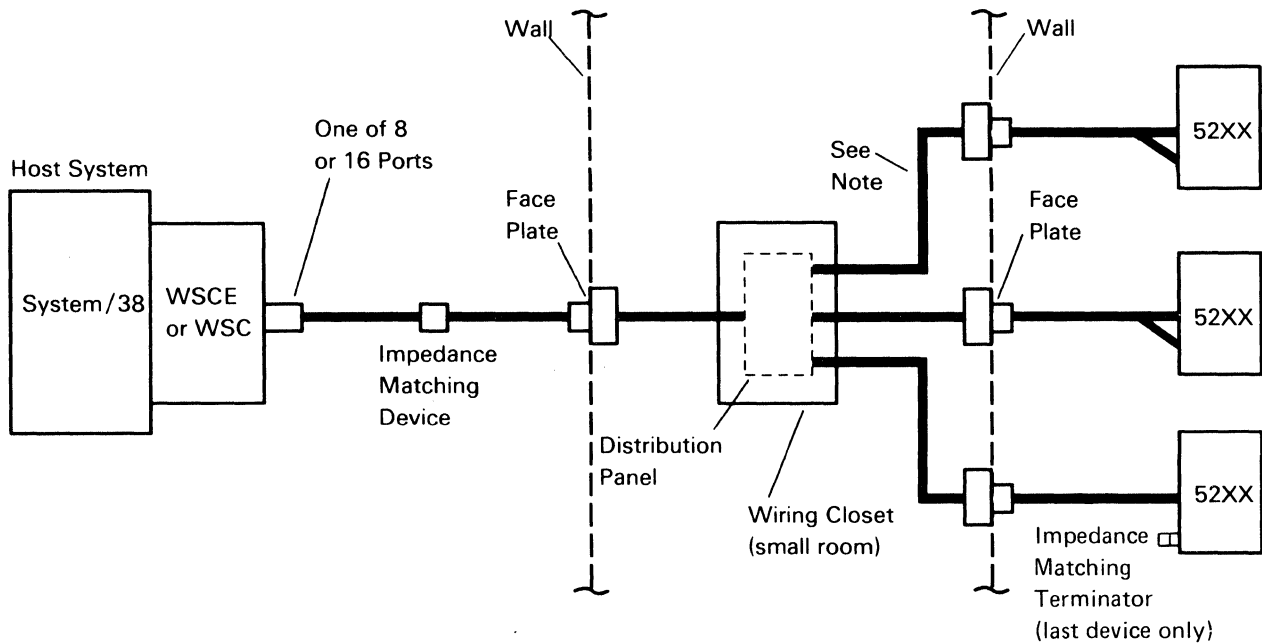 Wall
Wall
One of 8
or 16 Ports
Host System
Face
Plate
See
Note
Face
Plate
52XX
System/38
WSCE
or WSC
52XX
Impedance
Matching
Device
Distribution
Panel
Wiring Closet
(small room)
52XX
Impedance
Matching
Terminator
(last device only)